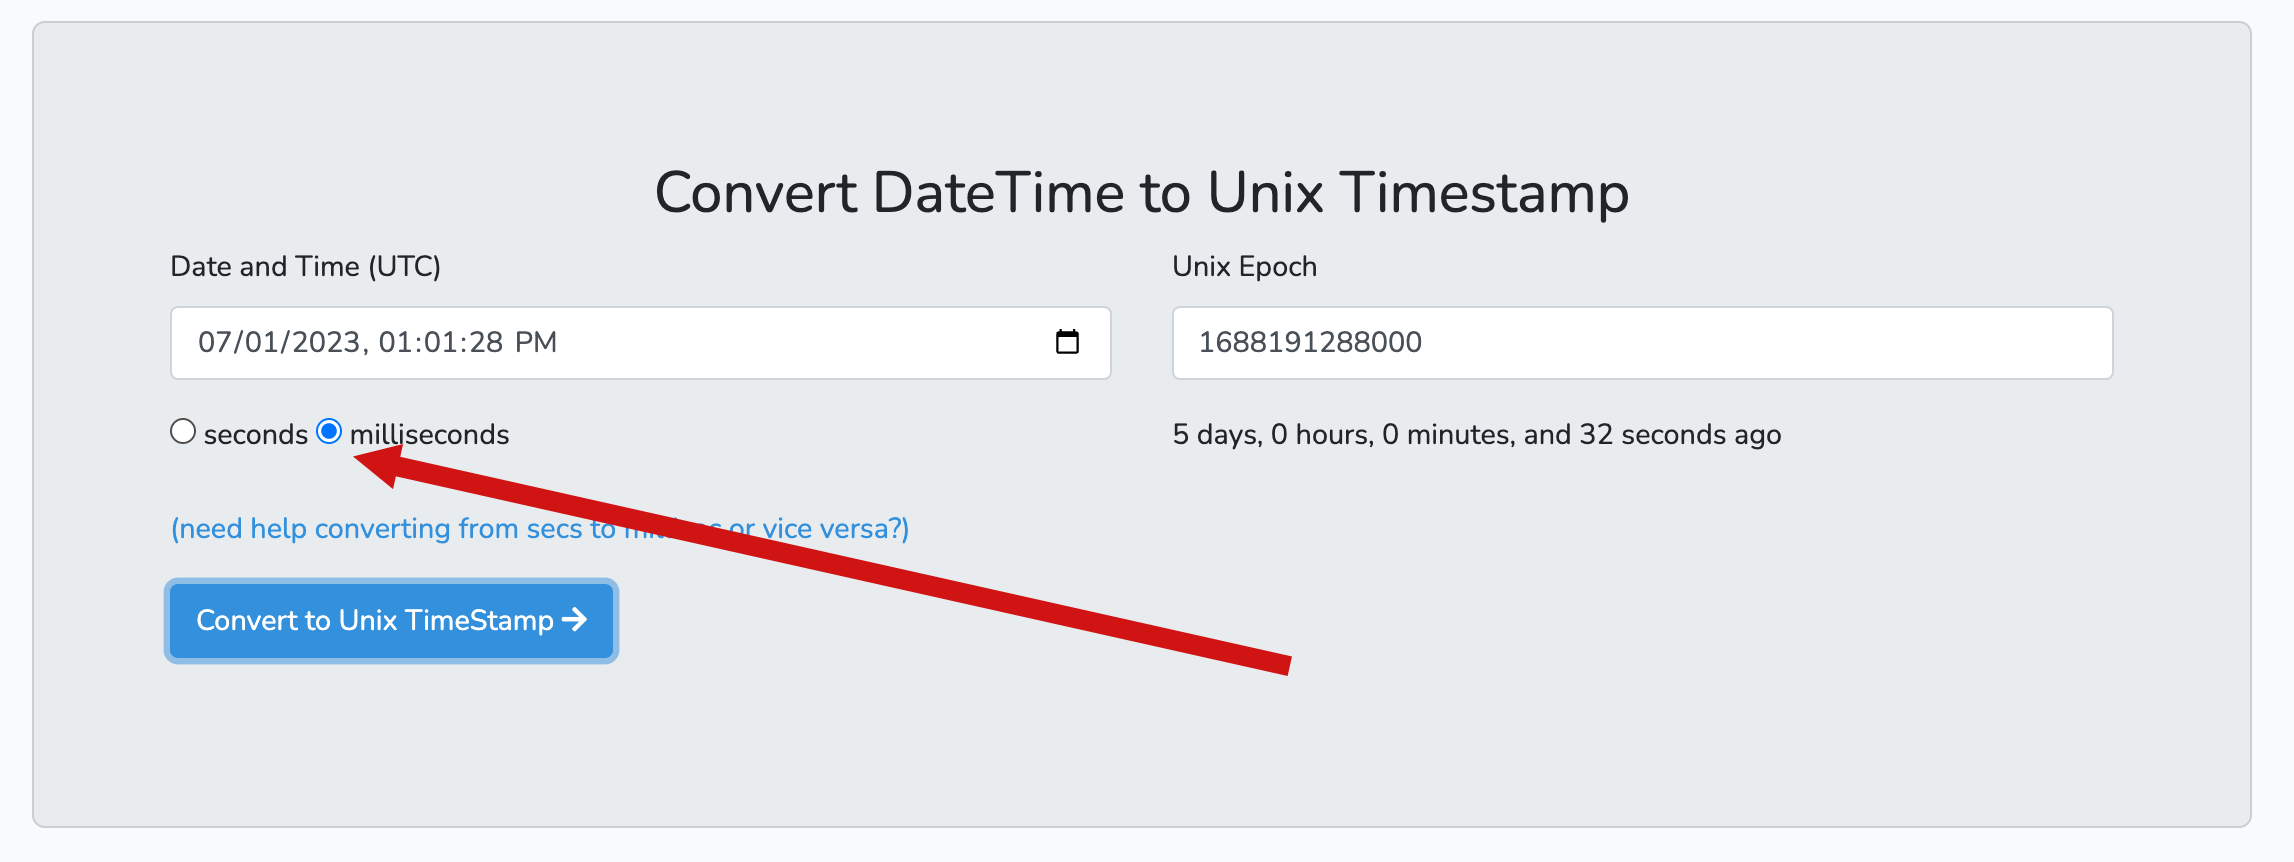 Convert DateTime to Unix Timestamp
Date and Time (UTC)
Unix Epoch
07/01/2023, 01:01:28 PM
1688191288000
seconds milliseconds
5 days, 0 hours, 0 minutes, and 32 seconds ago
(need help converting from secs to or vice versa?)
Convert to Unix TimeStamp